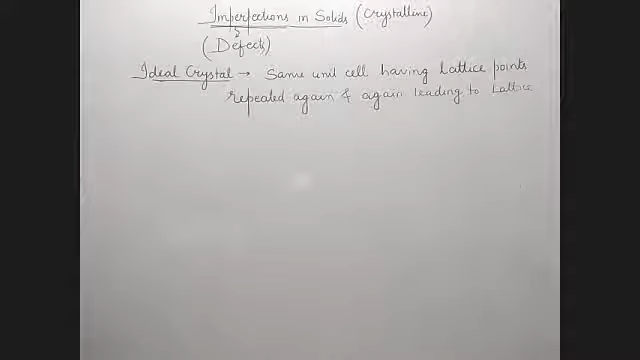 Imperfections in Solids (Crystalline)
(Defects)
Ideal Crystal → Same unit cell having Lattice points
repeated again & again leading to Lattice